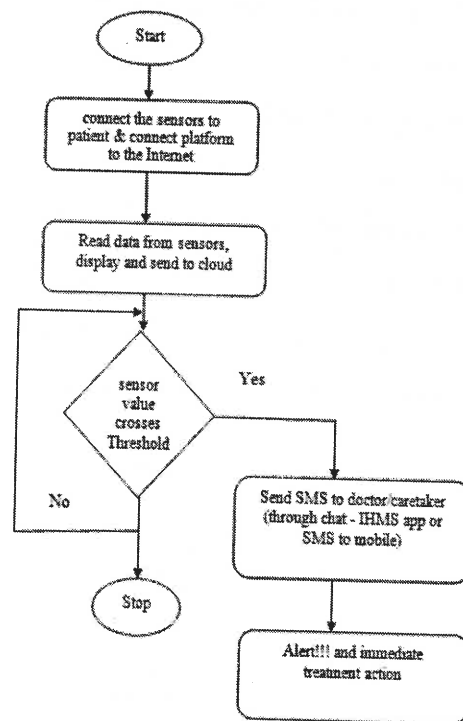 Start
connect the sensors to
patient & connect platform
to the Internet
Read data from sensors,
display and send to cloud
sensor
value
crosses
Threshold
Yes
No
Send SMS to doctor/caretaker
(through chat - IHMS app or
SMS to mobile)
Stop
Alert!!! and immediate
treatment action